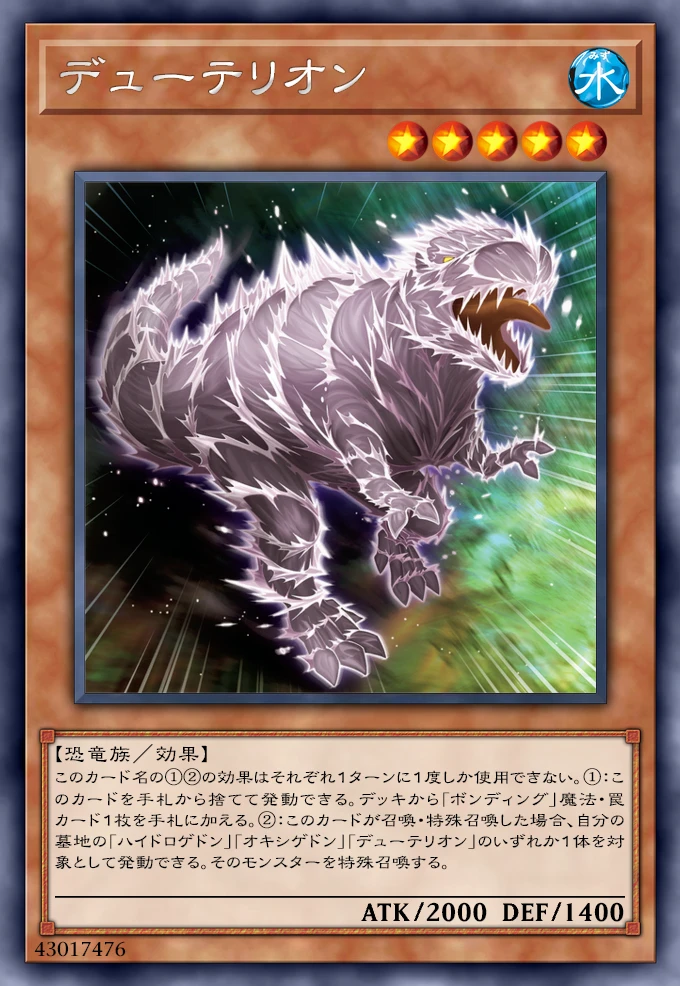 デューテリオン
みず
水
【恐竜族／効果】
このカード名の①②の効果はそれぞれ1ターンに1度しか使用できない。①：こ
のカードを手札から捨てて発動できる。デッキから「ボンディング」魔法・罠
カード1枚を手札に加える。②：このカードが召喚・特殊召喚した場合、自分の
墓地の「ハイドロゲドン」「オキシゲドン」「デューテリオン」のいずれか1体を対
象として発動できる。そのモンスターを特殊召喚する。
ATK/2000 DEF/1400
43017476